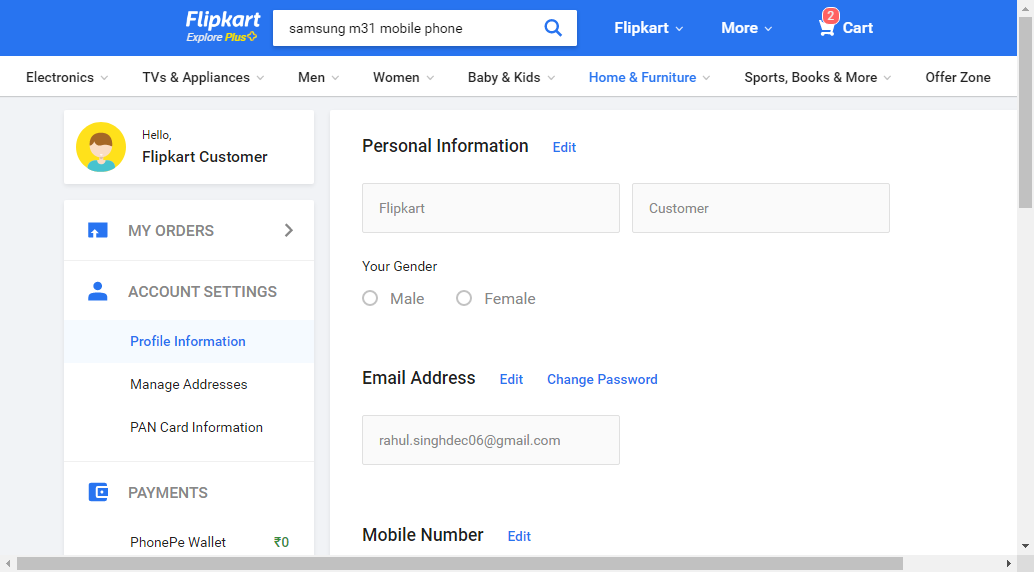 Flipkart
Explore Plus
samsung m31 mobile phone
Flipkart
More
2
Cart
Electronics
TVs & Appliances
Men
Women
Baby & Kids
Home & Furniture
Sports, Books & More
Offer Zone
Hello,
Flipkart Customer
MY ORDERS
ACCOUNT SETTINGS
Profile Information
Manage Addresses
PAN Card Information
PAYMENTS
PhonePe Wallet ₹0
Personal Information Edit
Flipkart
Customer
Your Gender
Male
Female
Email Address Edit Change Password
rahul.singhdec06@gmail.com
Mobile Number Edit